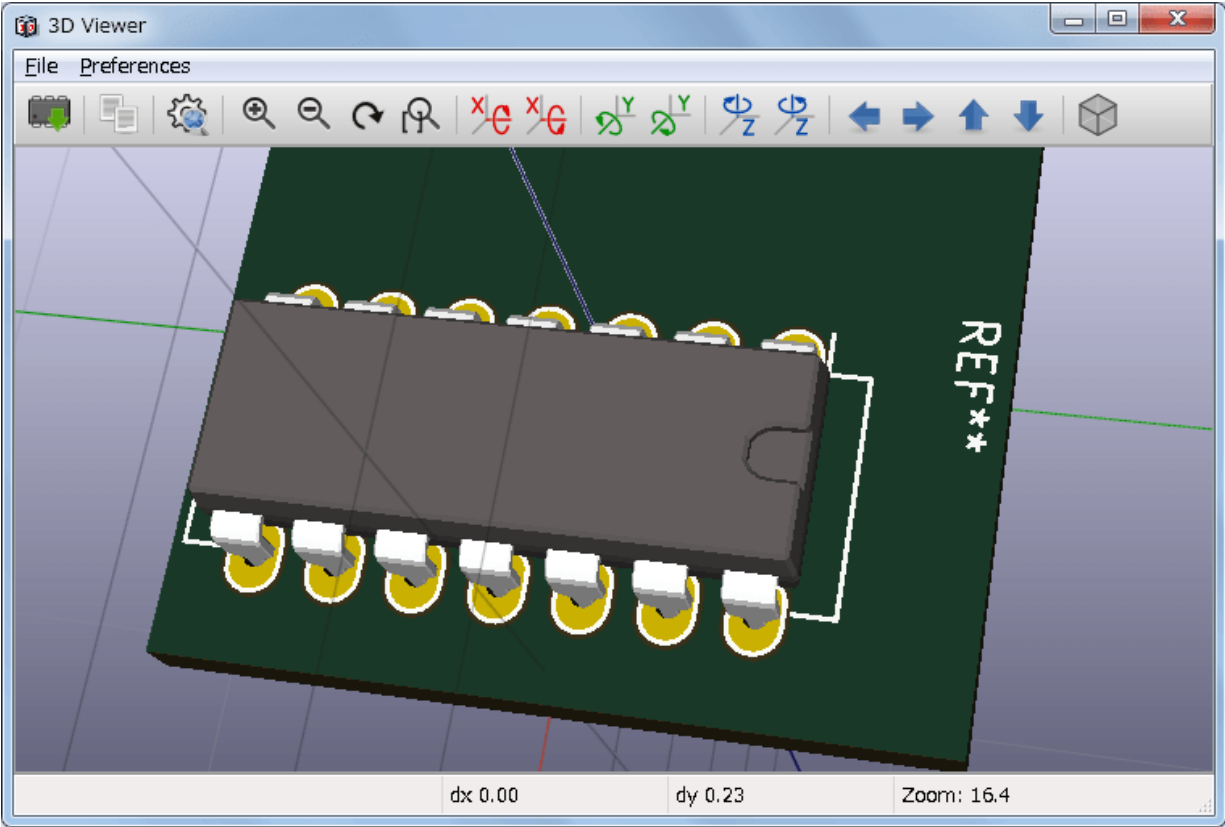 3D Viewer
File Preferences
X X Y Y Z Z
REF**
dx 0.00 dy 0.23 Zoom: 16.4